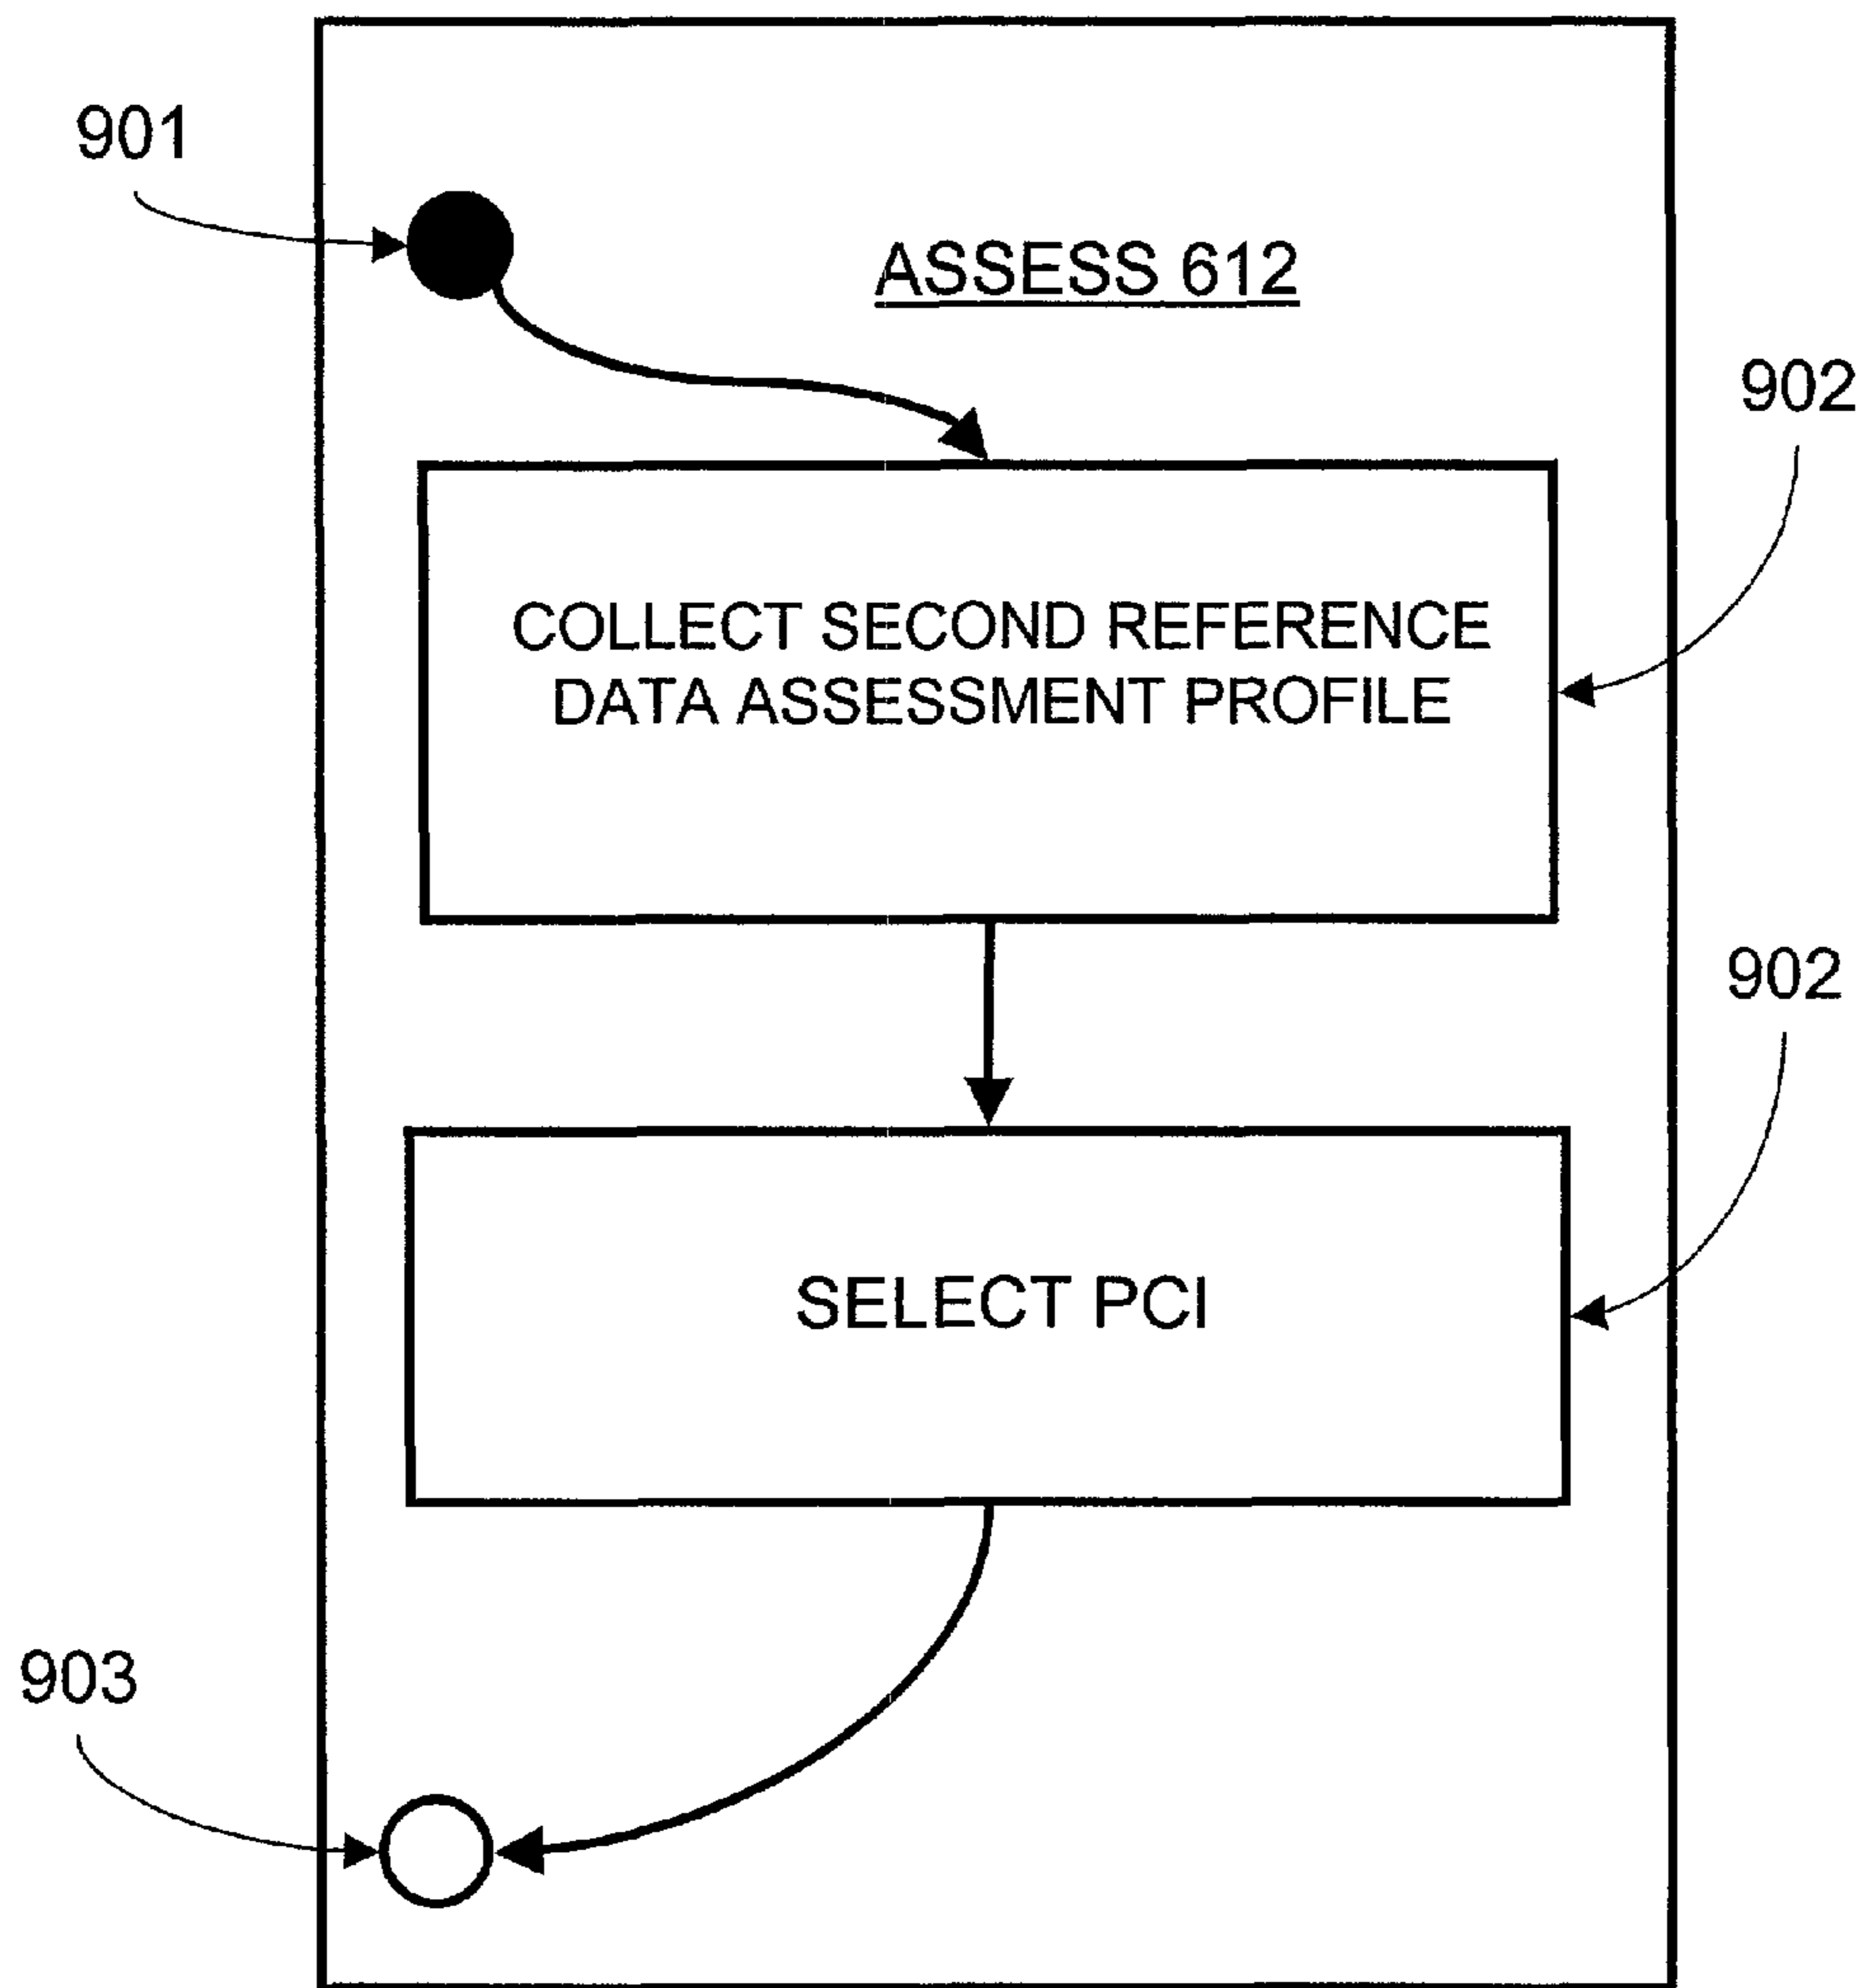 901
ASSESS 612
902
COLLECT SECOND REFERENCE
DATA ASSESSMENT PROFILE
902
SELECT PCI
903